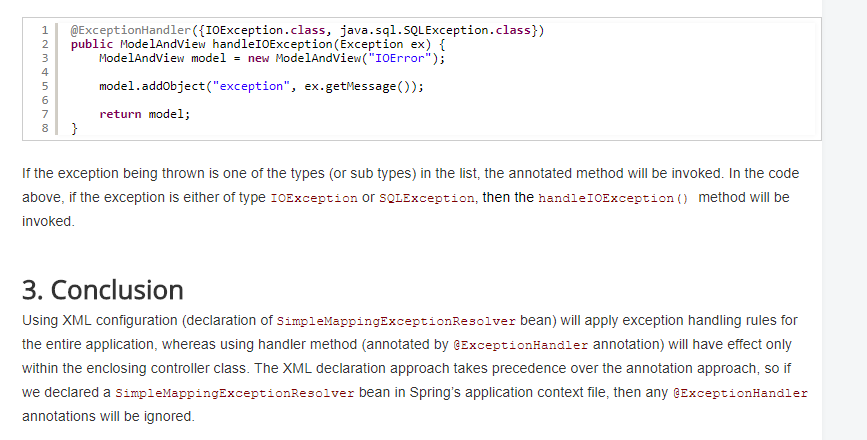 1 @ExceptionHandler({IOException.class, java.sql.SQLException.class})
2 public ModelAndView handleIOException(Exception ex) {
3 ModelAndView model = new ModelAndView("IOError");
4
5 model.addObject("exception", ex.getMessage());
6
7 return model;
8 }
If the exception being thrown is one of the types (or sub types) in the list, the annotated method will be invoked. In the code
above, if the exception is either of type IOException or SQLException, then the handleIOException() method will be
invoked.
3. Conclusion
Using XML configuration (declaration of SimpleMappingExceptionResolver bean) will apply exception handling rules for
the entire application, whereas using handler method (annotated by @ExceptionHandler annotation) will have effect only
within the enclosing controller class. The XML declaration approach takes precedence over the annotation approach, so if
we declared a SimpleMappingExceptionResolver bean in Spring's application context file, then any @ExceptionHandler
annotations will be ignored.